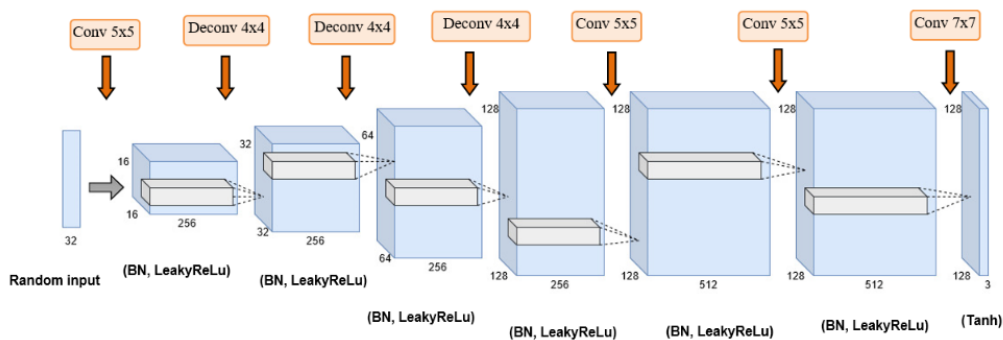 Conv 5x5
Deconv 4x4
Deconv 4x4
Deconv 4x4
Conv 5x5
Conv 5x5
Conv 7x7
32
Random input
16
16
256
(BN, LeakyReLu)
32
32
256
(BN, LeakyReLu)
64
64
256
(BN, LeakyReLu)
128
128
256
(BN, LeakyReLu)
128
128
512
(BN, LeakyReLu)
128
128
512
(BN, LeakyReLu)
128
128
3
(Tanh)